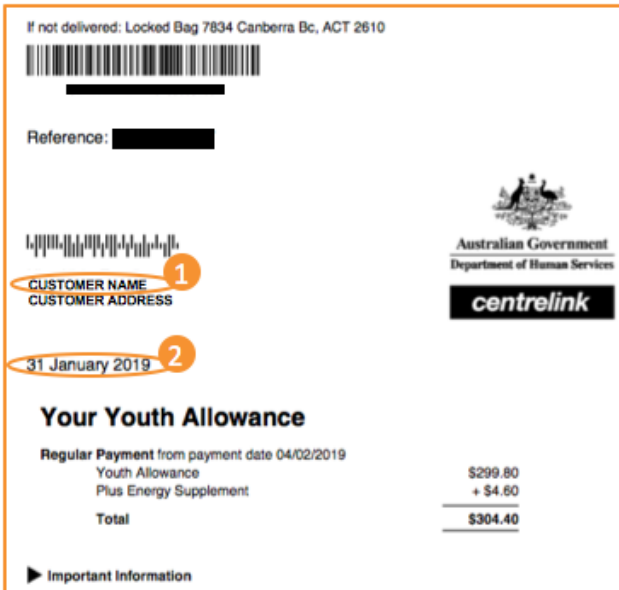 If not delivered: Locked Bag 7834 Canberra Bc, ACT 2610
Reference:
Australian Government
Department of Human Services
centrelink
CUSTOMER NAME 1
CUSTOMER ADDRESS
31 January 2019 2
Your Youth Allowance
Regular Payment from payment date 04/02/2019
Youth Allowance $299.80
Plus Energy Supplement + $4.60
Total $304.40
Important Information